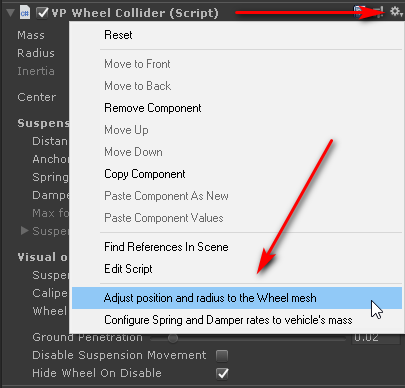 VP Wheel Collider (Script)
Mass
Radius
Inertia
Center
Suspens
Distan
Anchor
Spring
Dampe
Max fo
Suspen
Visual o
Suspe
Calipe
Wheel
Ground Penetration
0.02
Disable Suspension Movement
Hide Wheel On Disable
Reset
Move to Front
Move to Back
Remove Component
Move Up
Move Down
Copy Component
Paste Component As New
Paste Component Values
Find References In Scene
Edit Script
Adjust position and radius to the Wheel mesh
Configure Spring and Damper rates to vehicle's mass